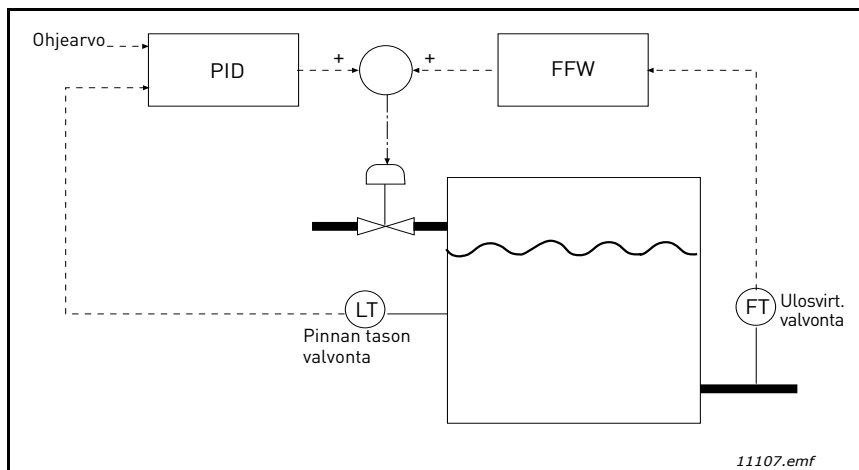 Ohjearvo
PID
+
+
FFW
LT
Pinnan tason
valvonta
FT
Ulosvirt.
valvonta
11107.emf